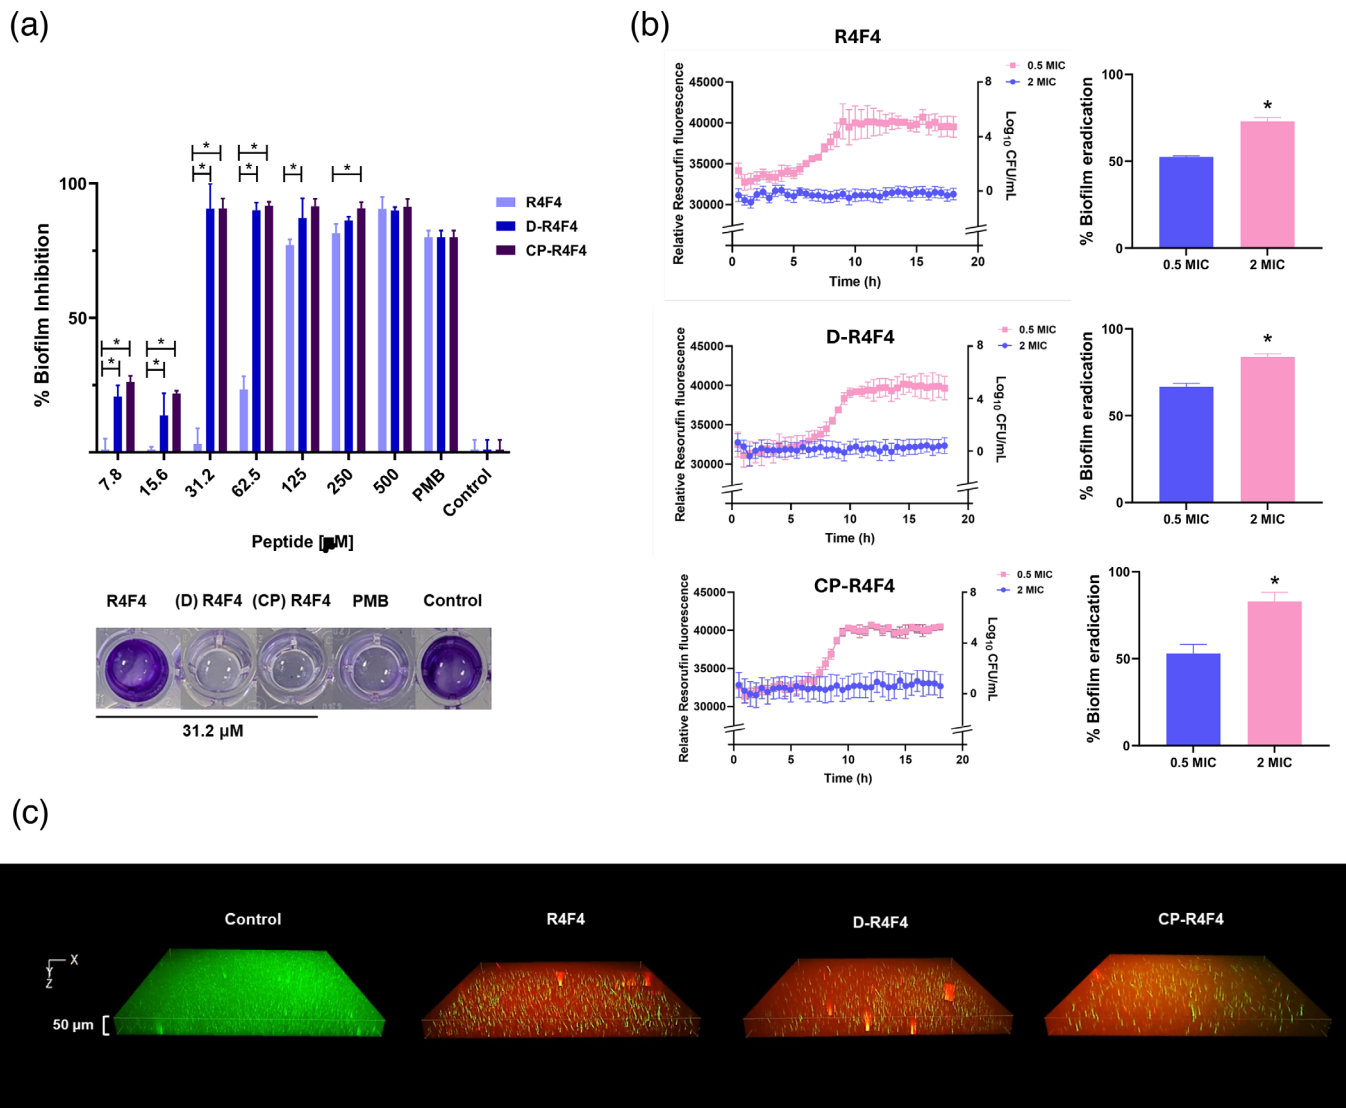 (a)
% Biofilm Inhibition
100
50
* * * * * * * * * * *
R4F4
D-R4F4
CP-R4F4
7.8 15.6 31.2 62.5 125 250 500 PMB Control
Peptide [µM]
R4F4 (D) R4F4 (CP) R4F4 PMB Control
31.2 µM
(b)
R4F4
Relative Resorufin fluorescence
45000
40000
35000
30000
0 5 10 15 20
Time (h)
8
4
0
Log10 CFU/mL
0.5 MIC
2 MIC
% Biofilm eradication
100
50
0
*
0.5 MIC 2 MIC
D-R4F4
Relative Resorufin fluorescence
45000
40000
35000
30000
0 5 10 15 20
Time (h)
8
4
0
Log10 CFU/mL
0.5 MIC
2 MIC
% Biofilm eradication
100
50
0
*
0.5 MIC 2 MIC
CP-R4F4
Relative Resorufin fluorescence
45000
40000
35000
30000
0 5 10 15 20
Time (h)
8
4
0
Log10 CFU/mL
0.5 MIC
2 MIC
% Biofilm eradication
100
50
0
*
0.5 MIC 2 MIC
(c)
Control R4F4 D-R4F4 CP-R4F4
X
Y
Z
50 µm